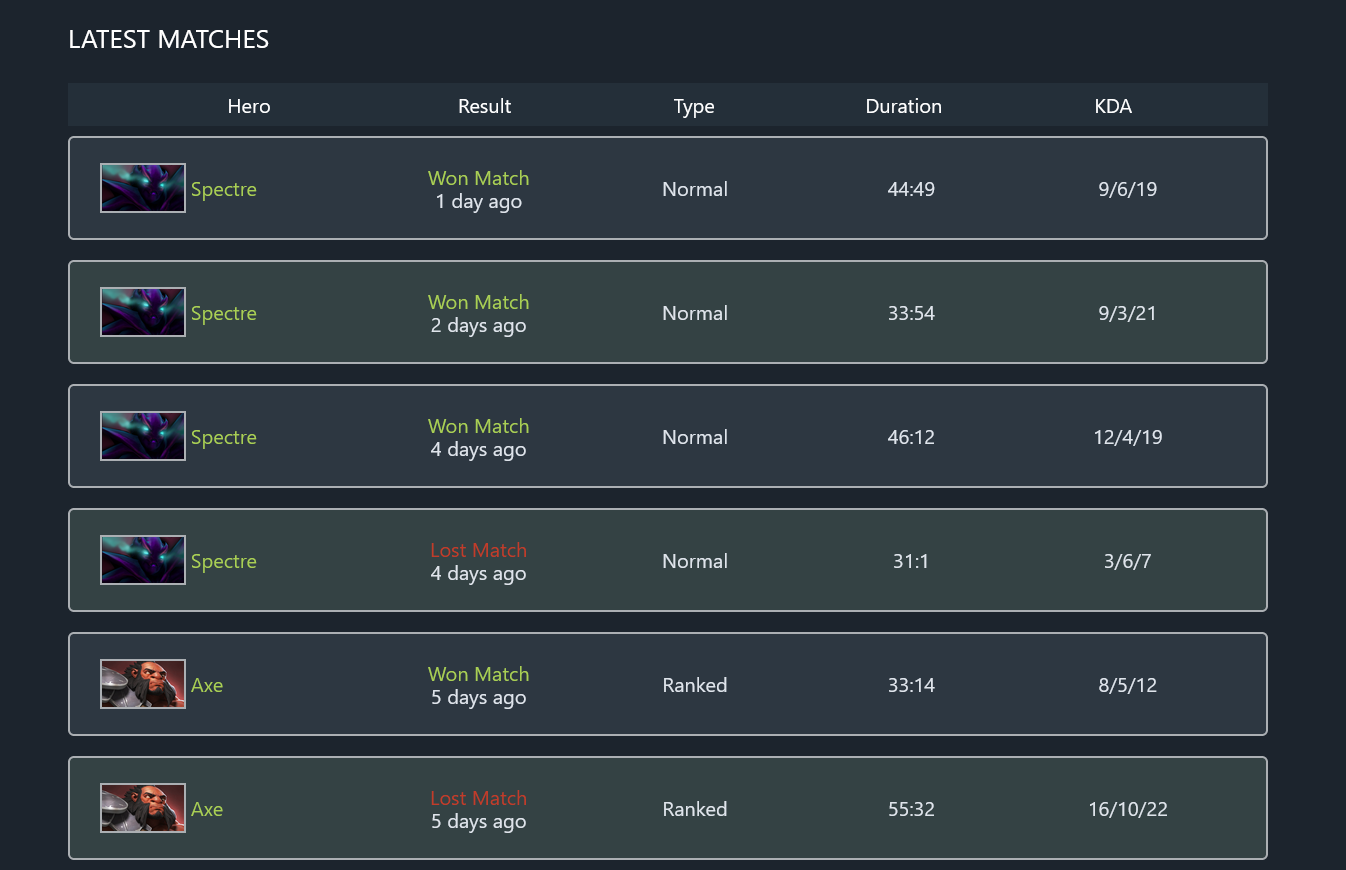 LATEST MATCHES
Hero Result Type Duration KDA
Spectre Won Match Normal 44:49 9/6/19
1 day ago
Spectre Won Match Normal 33:54 9/3/21
2 days ago
Spectre Won Match Normal 46:12 12/4/19
4 days ago
Spectre Lost Match Normal 31:1 3/6/7
4 days ago
Axe Won Match Ranked 33:14 8/5/12
5 days ago
Axe Lost Match Ranked 55:32 16/10/22
5 days ago